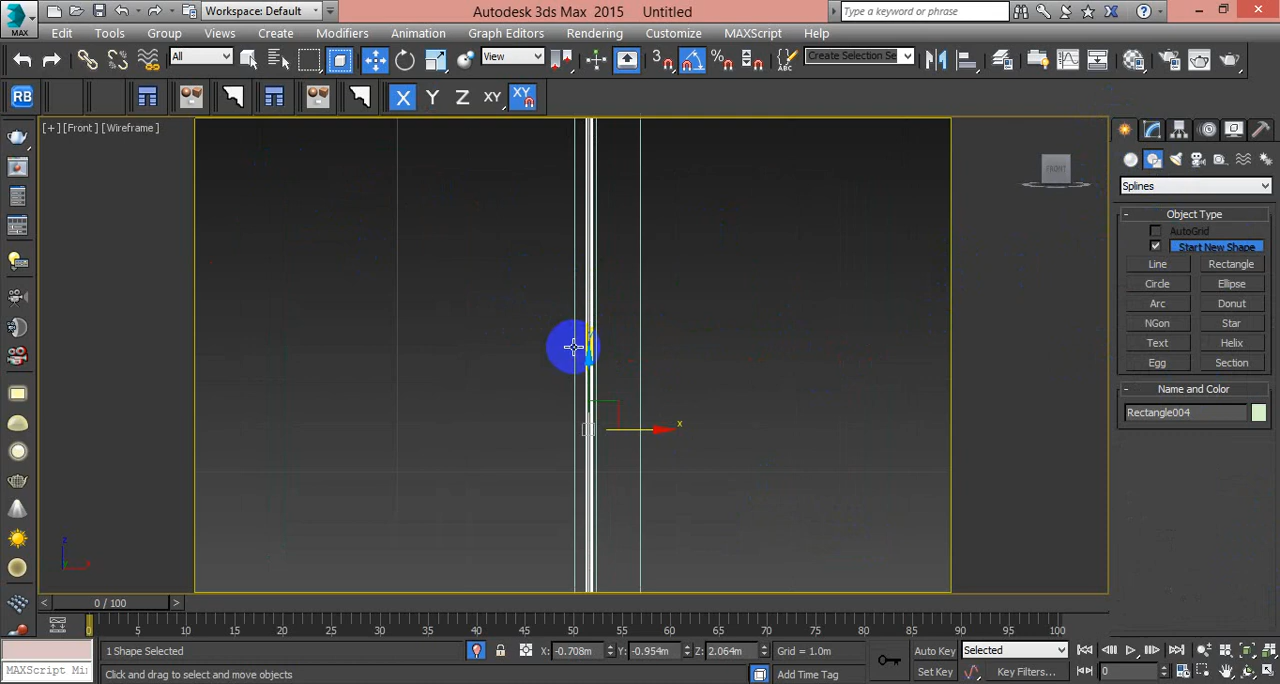 Workspace: Default
Autodesk 3ds Max 2015 Untitled
Type a keyword or phrase
MAX
Edit Tools Group Views Create Modifiers Animation Graph Editors Rendering Customize MAXScript Help
All
View
3
%
ABC
Create Selection Se
RB
X Y Z XY XY
[+] [Front] [Wireframe]
FRONT
Splines
- Object Type
AutoGrid
Start New Shape
Line Rectangle
Circle Ellipse
Arc Donut
NGon Star
Text Helix
Egg Section
- Name and Color
Rectangle004
x
z
x
< 0 / 100 >
0 5 10 15 20 25 30 35 40 45 50 55 60 65 70 75 80 85 90 95 100
1 Shape Selected
X: -0.708m Y: -0.954m Z: 2.064m Grid = 1.0m
Auto Key Selected
MAXScript Mi
Click and drag to select and move objects
Add Time Tag
Set Key Key Filters...
0